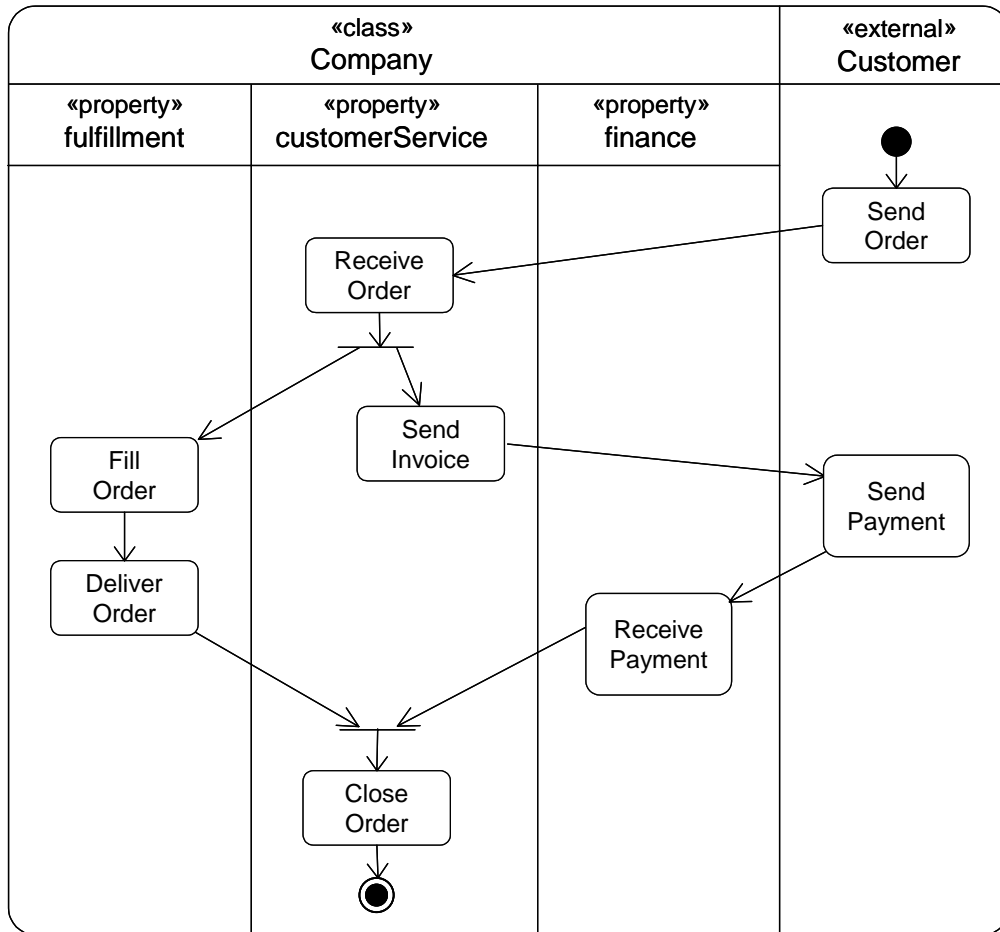 «class»
Company
«external»
Customer
«property»
fulfillment
«property»
customerService
«property»
finance
Send
Order
Receive
Order
Send
Invoice
Fill
Order
Send
Payment
Deliver
Order
Receive
Payment
Close
Order